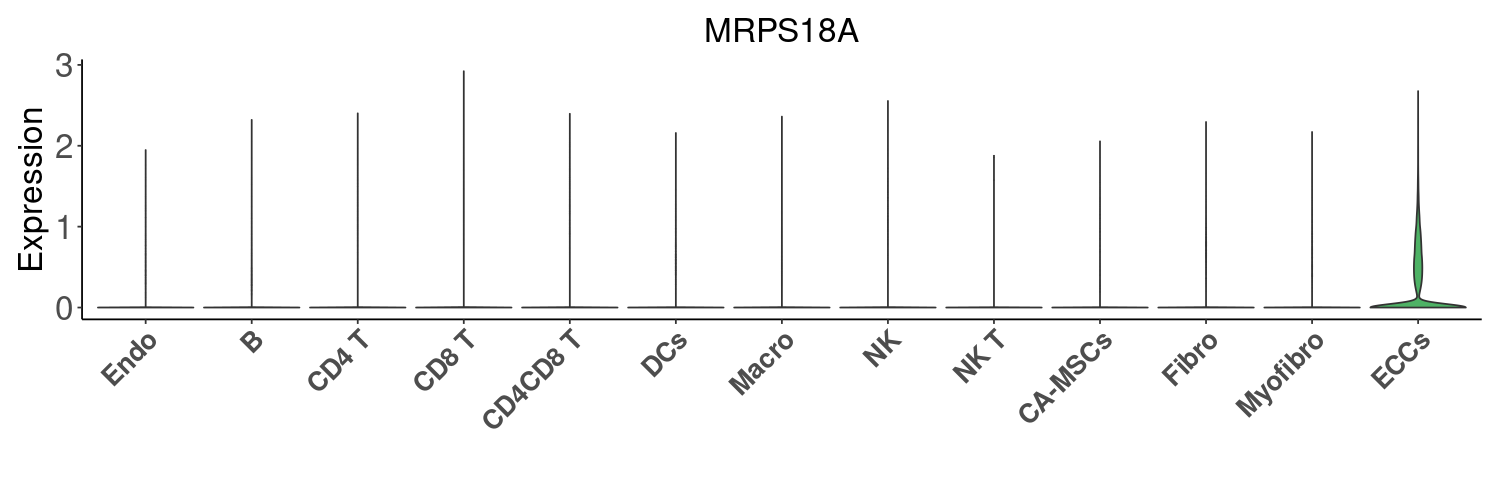 MRPS18A
Expression
3
2
1
0
Endo
B
CD4 T
CD8 T
CD4CD8 T
DCs
Macro
NK
NK T
CA-MSCs
Fibro
Myofibro
ECCs